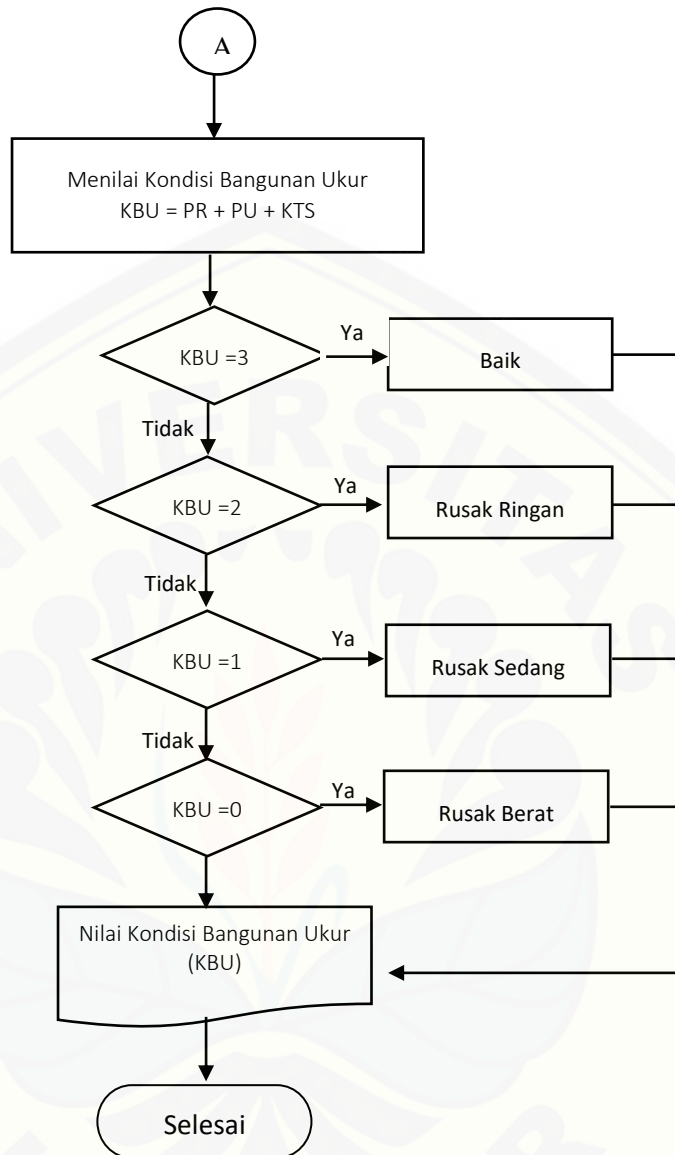 A
Menilai Kondisi Bangunan Ukur
KBU = PR + PU + KTS
KBU =3
Ya
Baik
Tidak
KBU =2
Ya
Rusak Ringan
Tidak
KBU =1
Ya
Rusak Sedang
Tidak
KBU =0
Ya
Rusak Berat
Nilai Kondisi Bangunan Ukur
(KBU)
Selesai